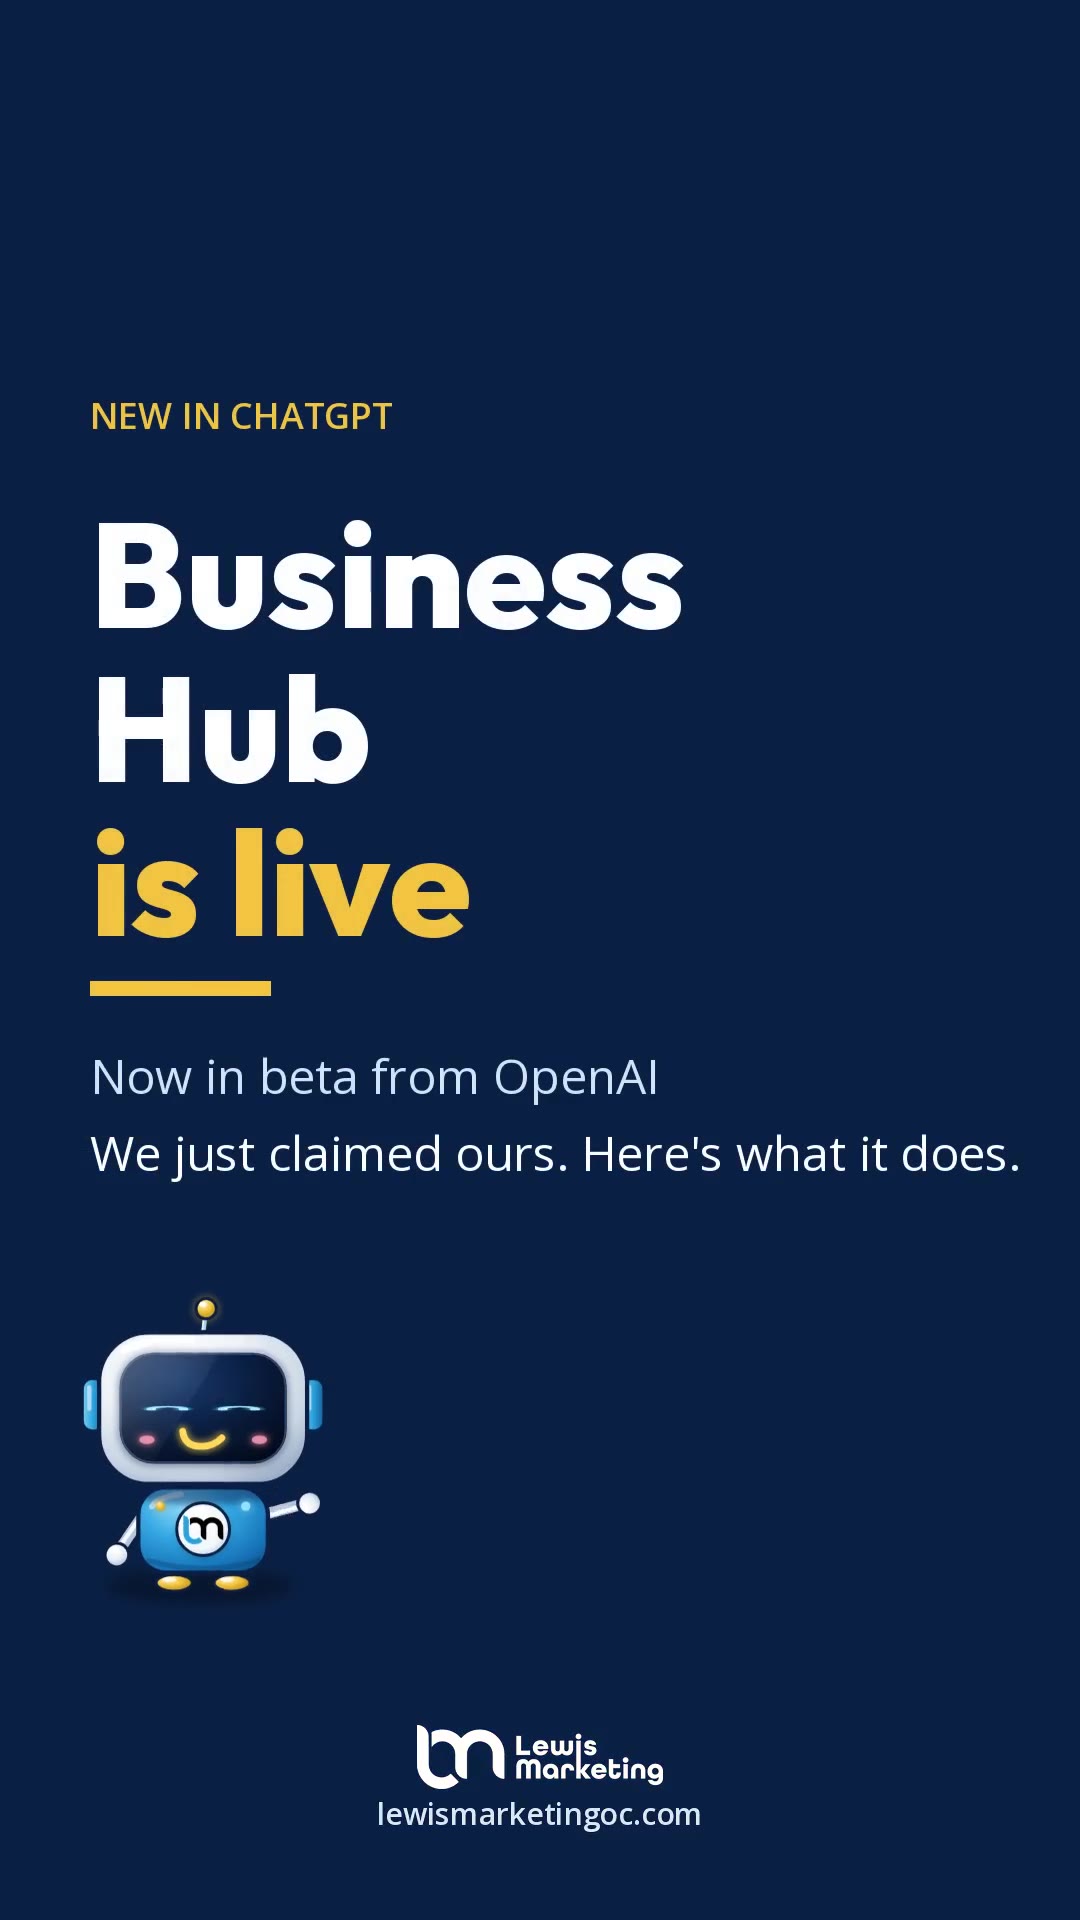 NEW IN CHATGPT
Business
Hub
is live
Now in beta from OpenAI
We just claimed ours. Here's what it does.
Lewis
Marketing
lewismarketingoc.com